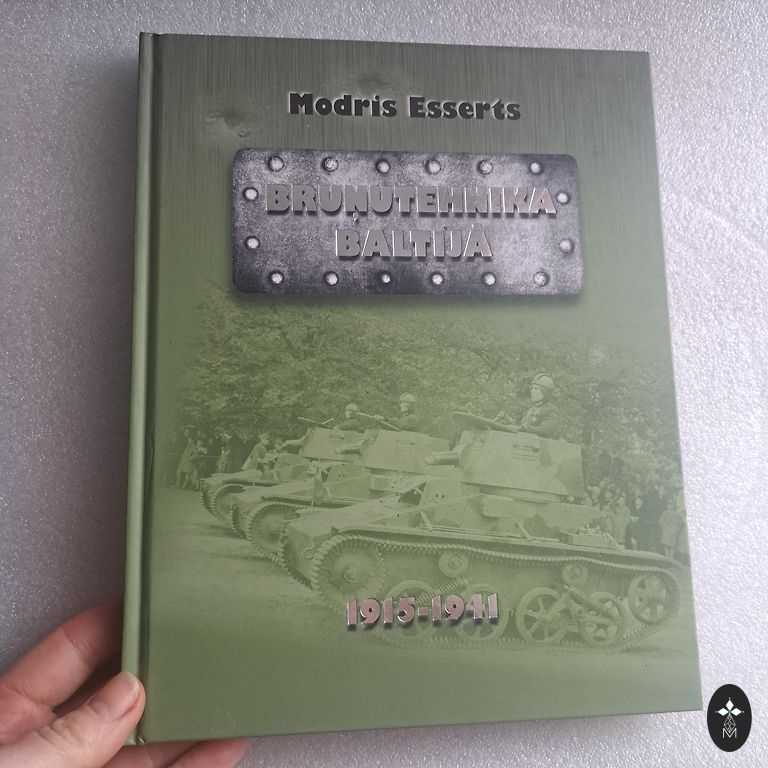 Modris Esserts
BRUŅUTEHNIKA
BALTIJĀ
1915-1941
M